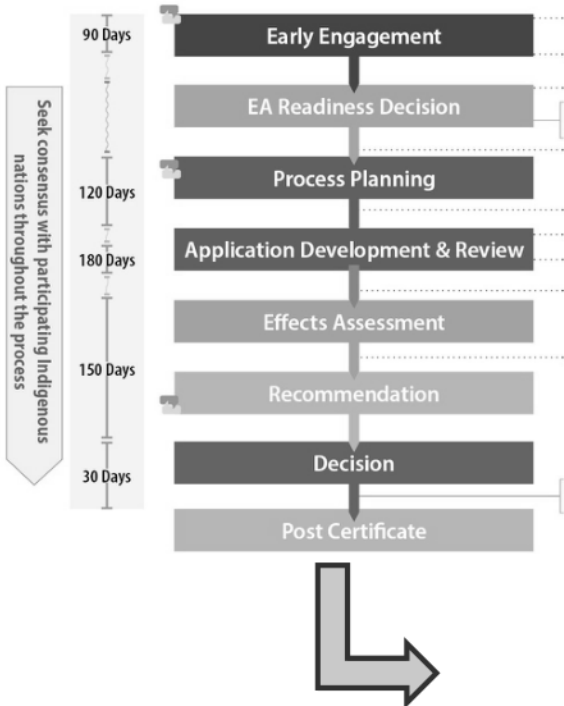 90 Days
Early Engagement
EA Readiness Decision
120 Days
Process Planning
180 Days
Application Development & Review
Effects Assessment
150 Days
Recommendation
Decision
30 Days
Post Certificate
Seek consensus with participating Indigenous
nations throughout the process